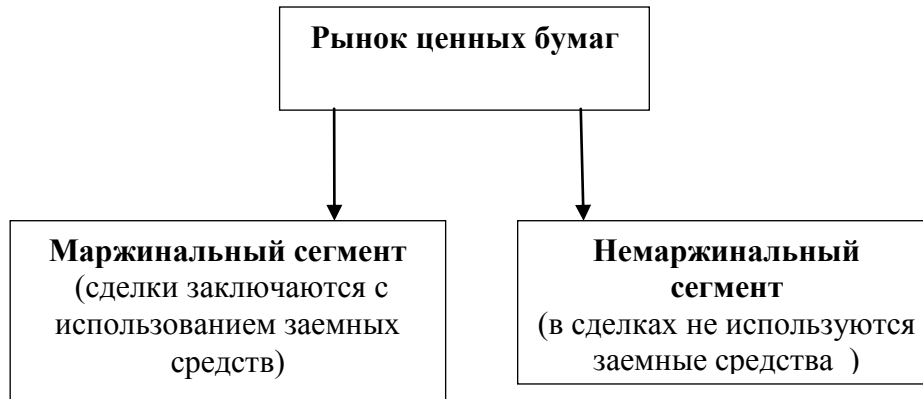 Рынок ценных бумаг
Маржинальный сегмент
(сделки заключаются с
использованием заемных
средств)
Немаржинальный
сегмент
(в сделках не используются
заемные средства  )